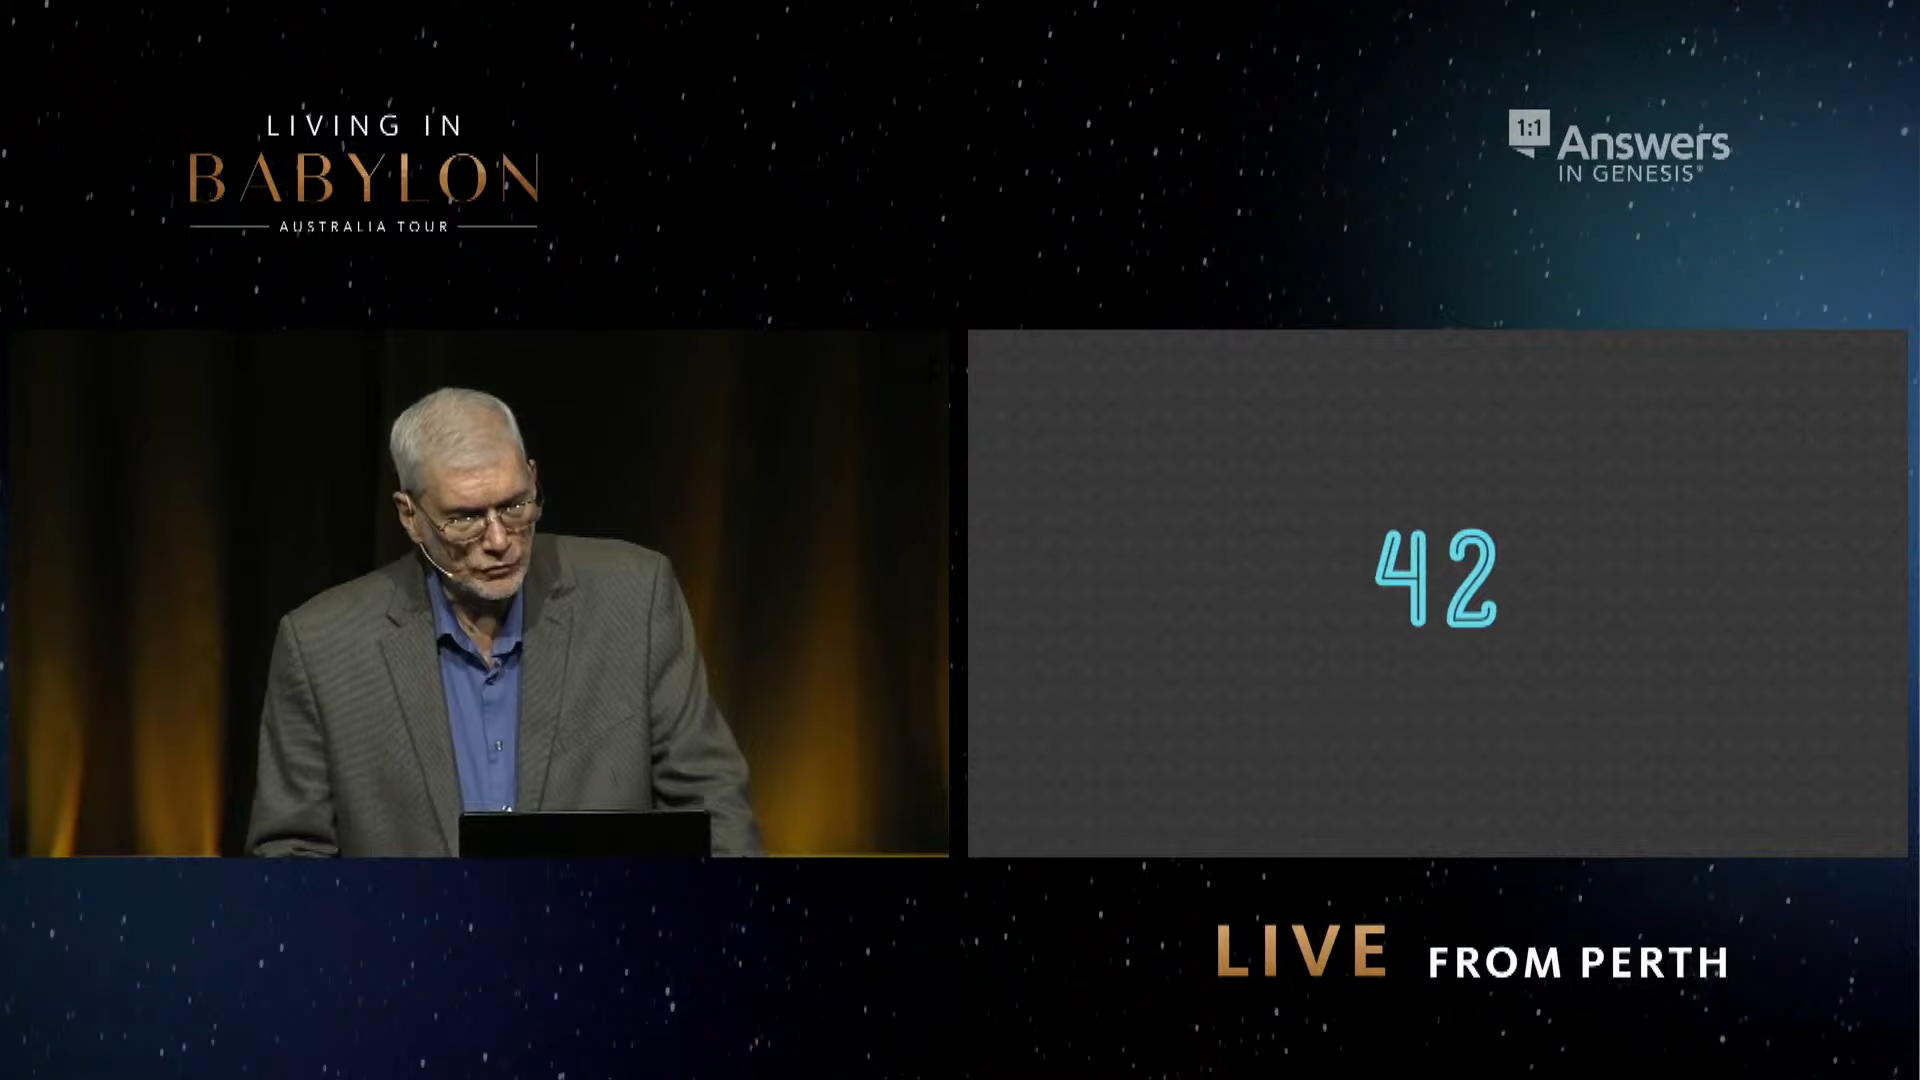 LIVING IN
BABYLON
AUSTRALIA TOUR
1:1
Answers
IN GENESIS®
42
LIVE FROM PERTH